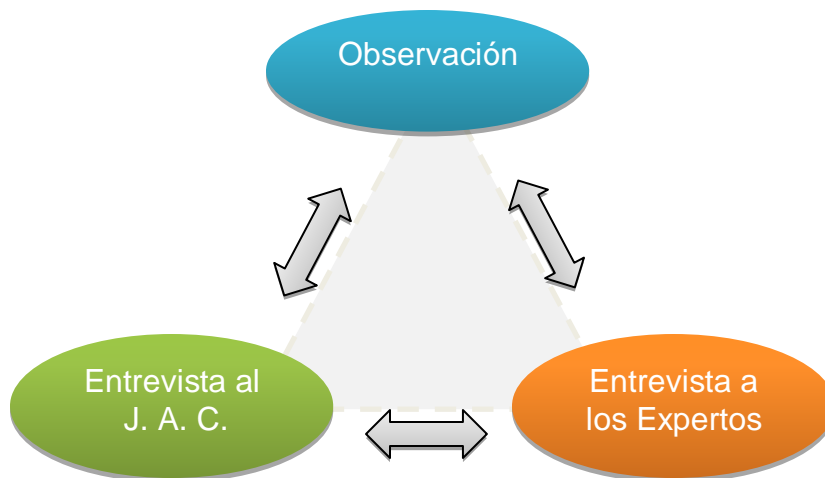 Observación
Entrevista al
J. A. C.
Entrevista a
los Expertos